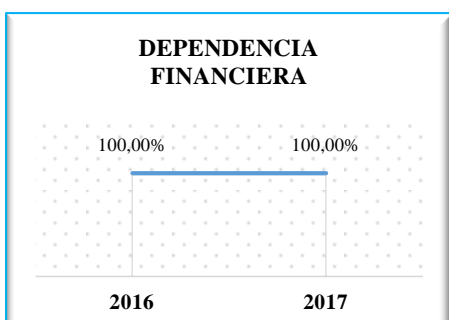 DEPENDENCIA
FINANCIERA
100,00% 100,00%
2016 2017